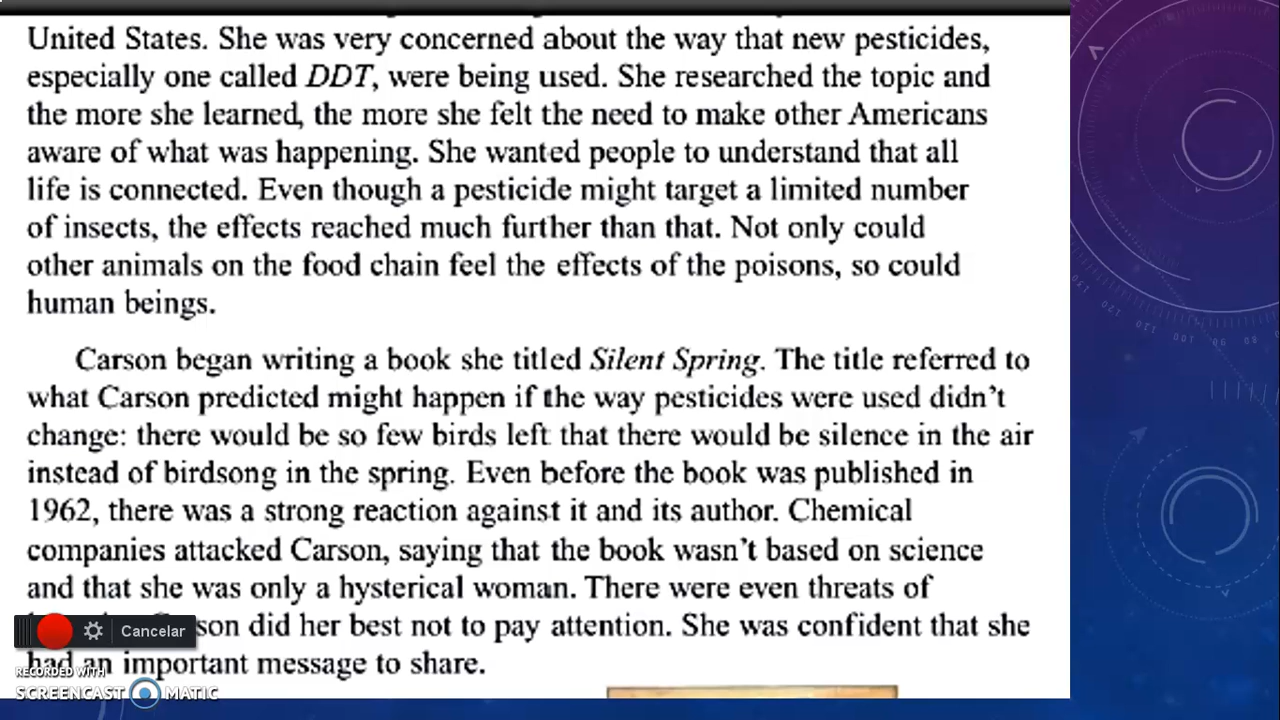 United States. She was very concerned about the way that new pesticides,
especially one called DDT, were being used. She researched the topic and
the more she learned, the more she felt the need to make other Americans
aware of what was happening. She wanted people to understand that all
life is connected. Even though a pesticide might target a limited number
of insects, the effects reached much further than that. Not only could
other animals on the food chain feel the effects of the poisons, so could
human beings.
Carson began writing a book she titled Silent Spring. The title referred to
what Carson predicted might happen if the way pesticides were used didn't
change: there would be so few birds left that there would be silence in the air
instead of birdsong in the spring. Even before the book was published in
1962, there was a strong reaction against it and its author. Chemical
companies attacked Carson, saying that the book wasn't based on science
and that she was only a hysterical woman. There were even threats of
son did her best not to pay attention. She was confident that she
had an important message to share.
Cancelar
RECORDED WITH
SCREENCAST MATIC